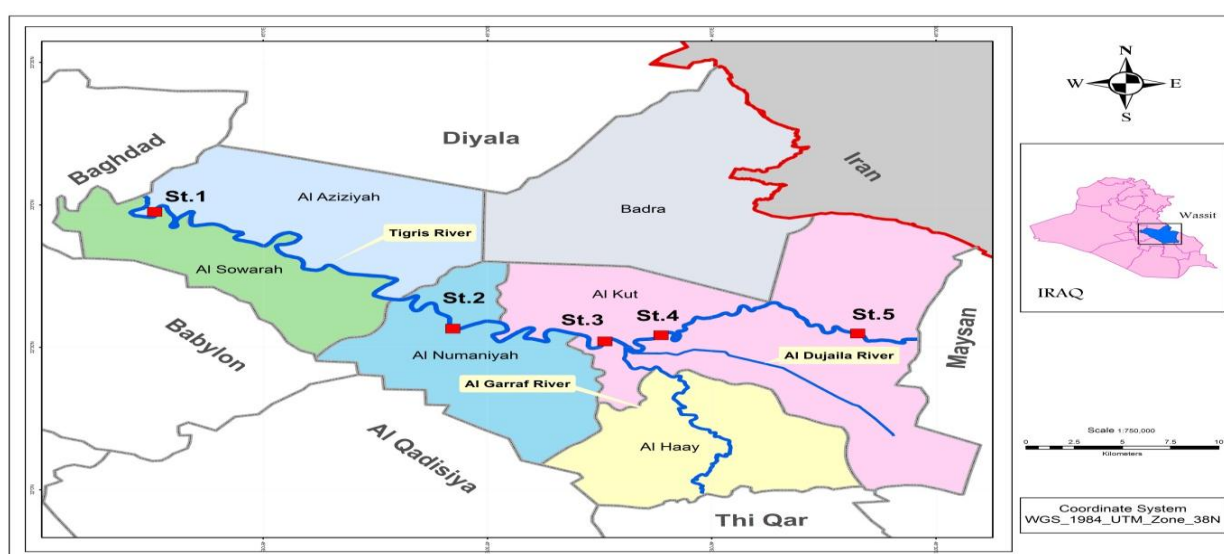 Diyala
Baghdad
Iran
St.1
Al Aziziyah
Badra
Tigris River
Al Sowarah
St.2
Al Kut
St.3
St.4
St.5
Babylon
Al Numaniyah
Al Dujaila River
Maysan
Al Garraf River
Al Qadisiya
Al Haay
Thi Qar
N
W
E
S
Wassit
IRAQ
Scale 1:750,000
0 2.5 5 7.5 10
Kilometers
Coordinate System
WGS_1984_UTM_Zone_38N